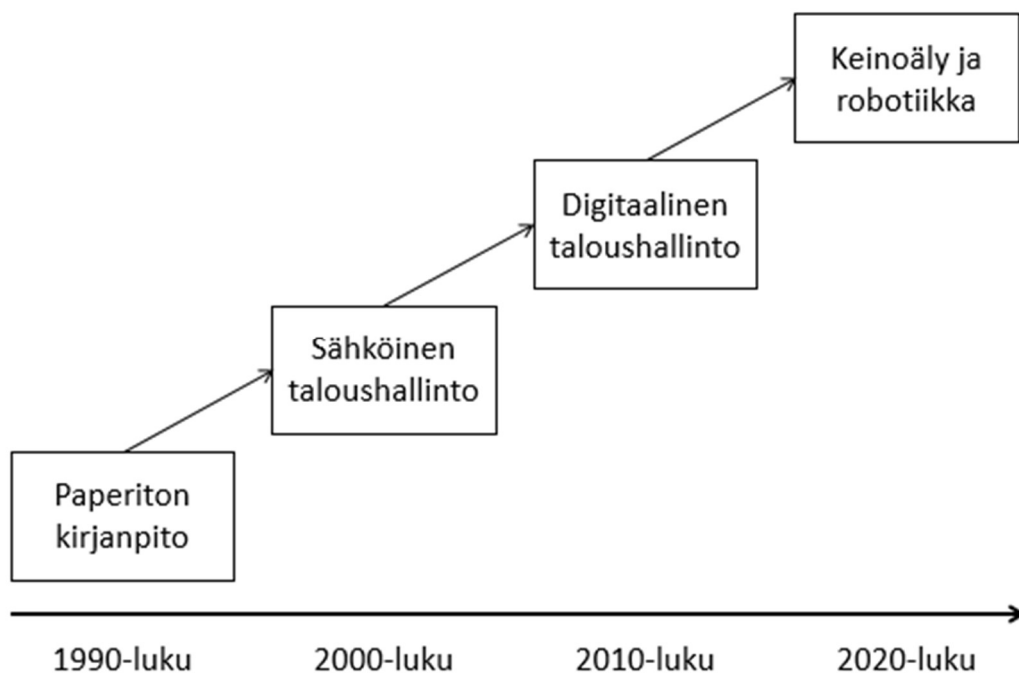 Keinoäly ja
robotiikka
Digitaalinen
taloushallinto
Sähköinen
taloushallinto
Paperiton
kirjanpito
1990-luku 2000-luku 2010-luku 2020-luku